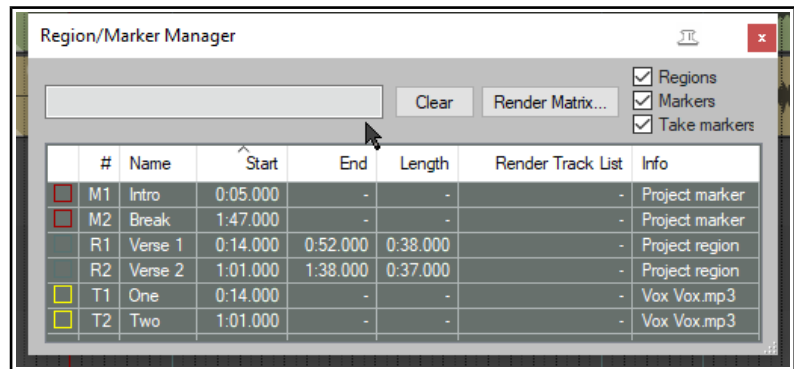 Region/Marker Manager
x
Regions
Clear Render Matrix... Markers
Take markers
# Name Start End Length Render Track List Info
M1 Intro 0:05.000 - - - Project marker
M2 Break 1:47.000 - - - Project marker
R1 Verse 1 0:14.000 0:52.000 0:38.000 - Project region
R2 Verse 2 1:01.000 1:38.000 0:37.000 - Project region
T1 One 0:14.000 - - - Vox Vox.mp3
T2 Two 1:01.000 - - - Vox Vox.mp3